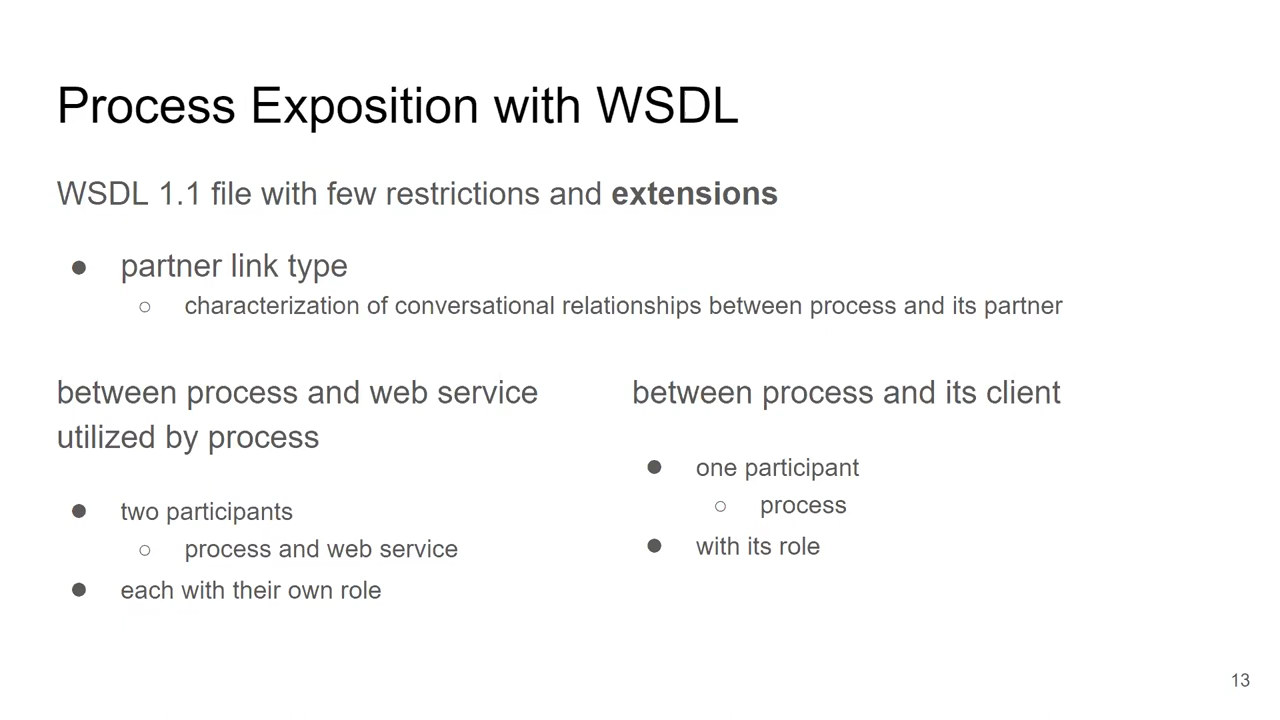 Process Exposition with WSDL
WSDL 1.1 file with few restrictions and extensions
● partner link type
○ characterization of conversational relationships between process and its partner
between process and web service
utilized by process
● two participants
○ process and web service
● each with their own role
between process and its client
● one participant
○ process
● with its role
13